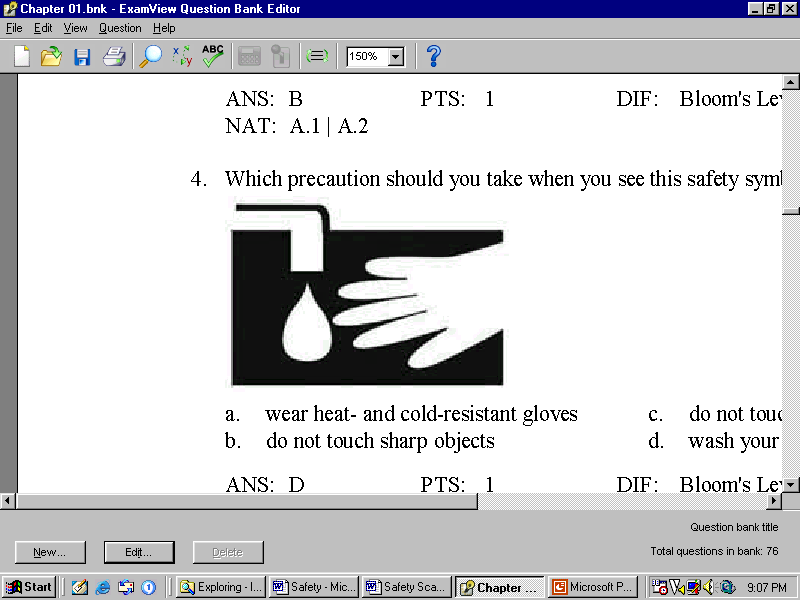 Chapter 01.bnk - ExamView Question Bank Editor
File Edit View Question Help
ABC 150% ?
ANS: B PTS: 1 DIF: Bloom's Lev
NAT: A.1 | A.2
4. Which precaution should you take when you see this safety symb
a. wear heat- and cold-resistant gloves c. do not touc
b. do not touch sharp objects d. wash your
ANS: D PTS: 1 DIF: Bloom's Lev
Question bank title
New... Edit... Delete Total questions in bank: 76
Start Exploring - I... Safety - Mic... Safety Sca... Chapter ... Microsoft P... 9:07 PM